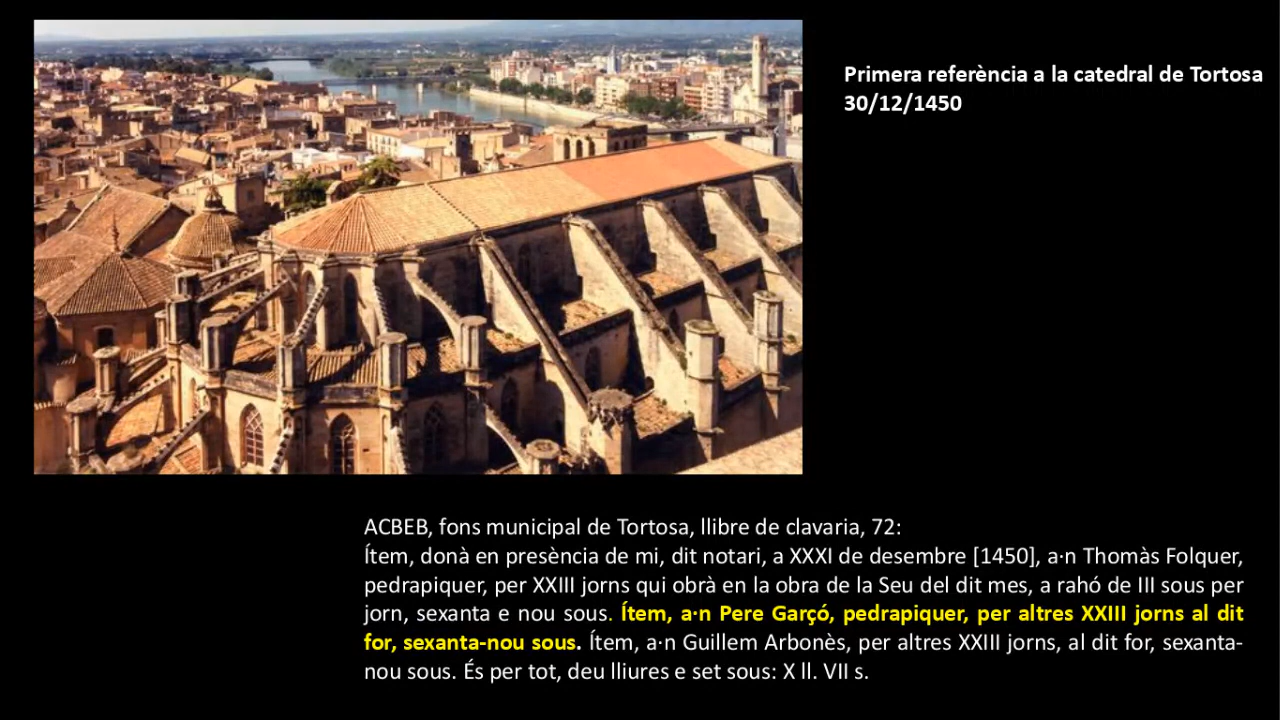 Primera referència a la catedral de Tortosa
30/12/1450
ACBEB, fons municipal de Tortosa, llibre de clavaria, 72:
Ítem, donà en presència de mi, dit notari, a XXXI de desembre [1450], a·n Thomàs Folquer,
pedrapiquer, per XXIII jorns qui obrà en la obra de la Seu del dit mes, a rahó de III sous per
jorn, sexanta e nou sous. Ítem, a·n Pere Garçó, pedrapiquer, per altres XXIII jorns al dit
for, sexanta-nou sous. Ítem, a·n Guillem Arbonès, per altres XXIII jorns, al dit for, sexanta-
nou sous. És per tot, deu lliures e set sous: X ll. VII s.